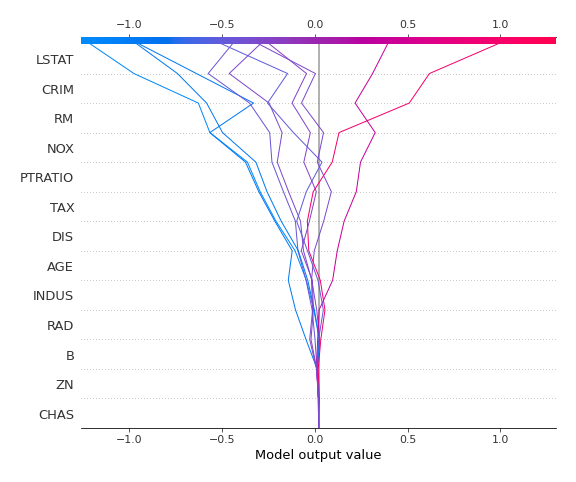 −1.0 −0.5 0.0 0.5 1.0
LSTAT
CRIM
RM
NOX
PTRATIO
TAX
DIS
AGE
INDUS
RAD
B
ZN
CHAS
−1.0 −0.5 0.0 0.5 1.0
Model output value